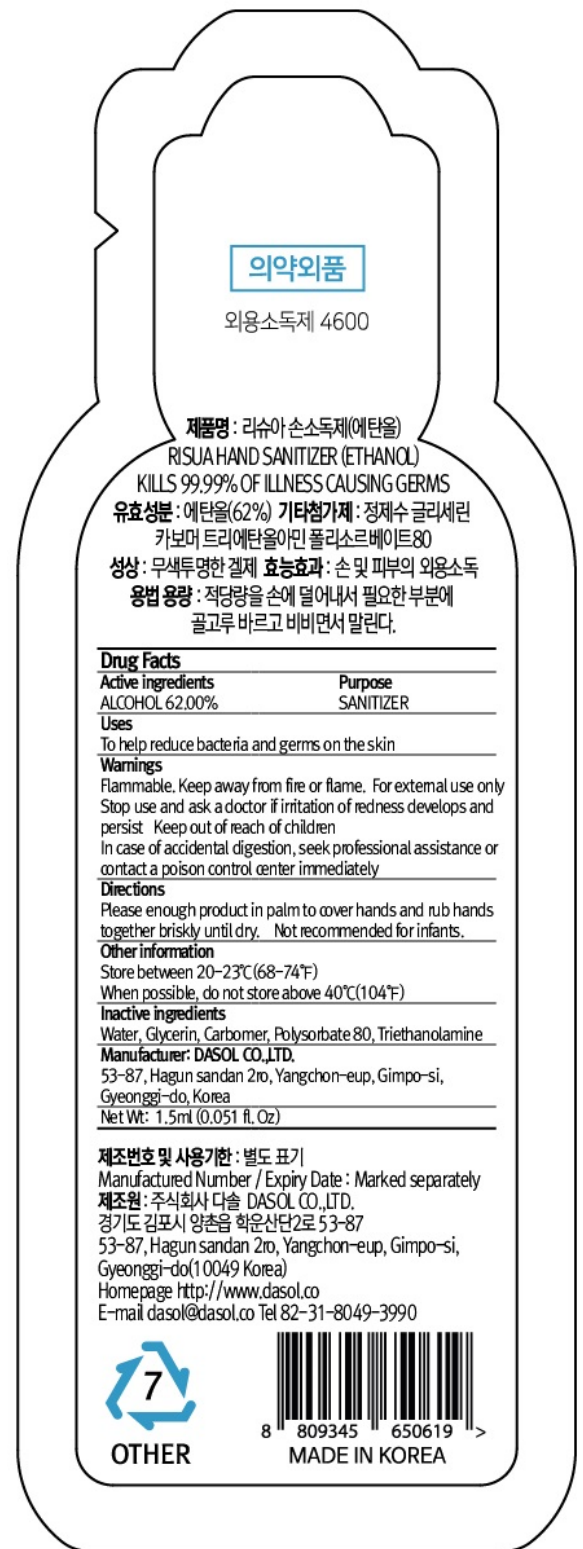 의약외품
외용소독제 4600
제품명 : 리슈아 손소독제(에탄올)
RISUA HAND SANITIZER (ETHANOL)
KILLS 99.99% OF ILLNESS CAUSING GERMS
유효성분 : 에탄올(62%) 기타첨가제 : 정제수 글리세린
카보머 트리에탄올아민 폴리소르베이트80
성상 : 무색투명한 겔제 효능효과 : 손 및 피부의 외용소독
용법 용량 : 적당량을 손에 덜어내서 필요한 부분에
골고루 바르고 비비면서 말린다.
Drug Facts
Active ingredients Purpose
ALCOHOL 62.00% SANITIZER
Uses
To help reduce bacteria and germs on the skin
Warnings
Flammable. Keep away from fire or flame. For external use only
Stop use and ask a doctor if irritation of redness develops and
persist Keep out of reach of children
In case of accidental digestion, seek professional assistance or
contact a poison control center immediately
Directions
Please enough product in palm to cover hands and rub hands
together briskly until dry. Not recommended for infants.
Other information
Store between 20-23℃(68-74℉)
When possible, do not store above 40℃(104℉)
Inactive ingredients
Water, Glycerin, Carbomer, Polysorbate 80, Triethanolamine
Manufacturer: DASOL CO.,LTD.
53-87, Hagun sandan 2ro, Yangchon-eup, Gimpo-si,
Gyeonggi-do, Korea
Net Wt: 1.5ml (0.051 fl. Oz)
제조번호 및 사용기한 : 별도 표기
Manufactured Number / Expiry Date : Marked separately
제조원 : 주식회사 다솔 DASOL CO.,LTD.
경기도 김포시 양촌읍 학운산단2로 53-87
53-87, Hagun sandan 2ro, Yangchon-eup, Gimpo-si,
Gyeonggi-do(10049 Korea)
Homepage http://www.dasol.co
E-mail dasol@dasol.co Tel 82-31-8049-3990
7
OTHER
8 809345 650619 >
MADE IN KOREA